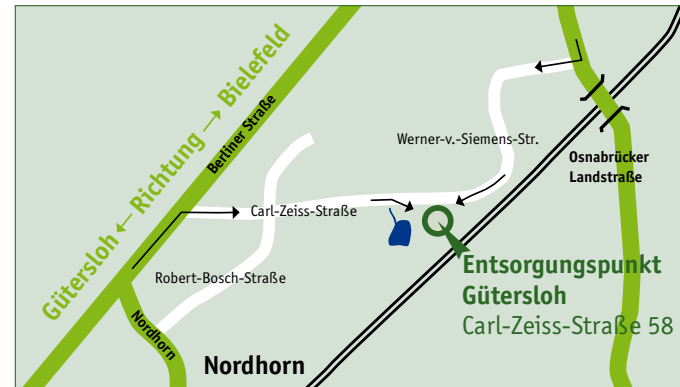 Gütersloh ← Richtung → Bielefeld
Berliner Straße
Werner-v.-Siemens-Str.
Osnabrücker
Landstraße
Carl-Zeiss-Straße
Robert-Bosch-Straße
Entsorgungspunkt
Gütersloh
Carl-Zeiss-Straße 58
Nordhorn
Nordhorn